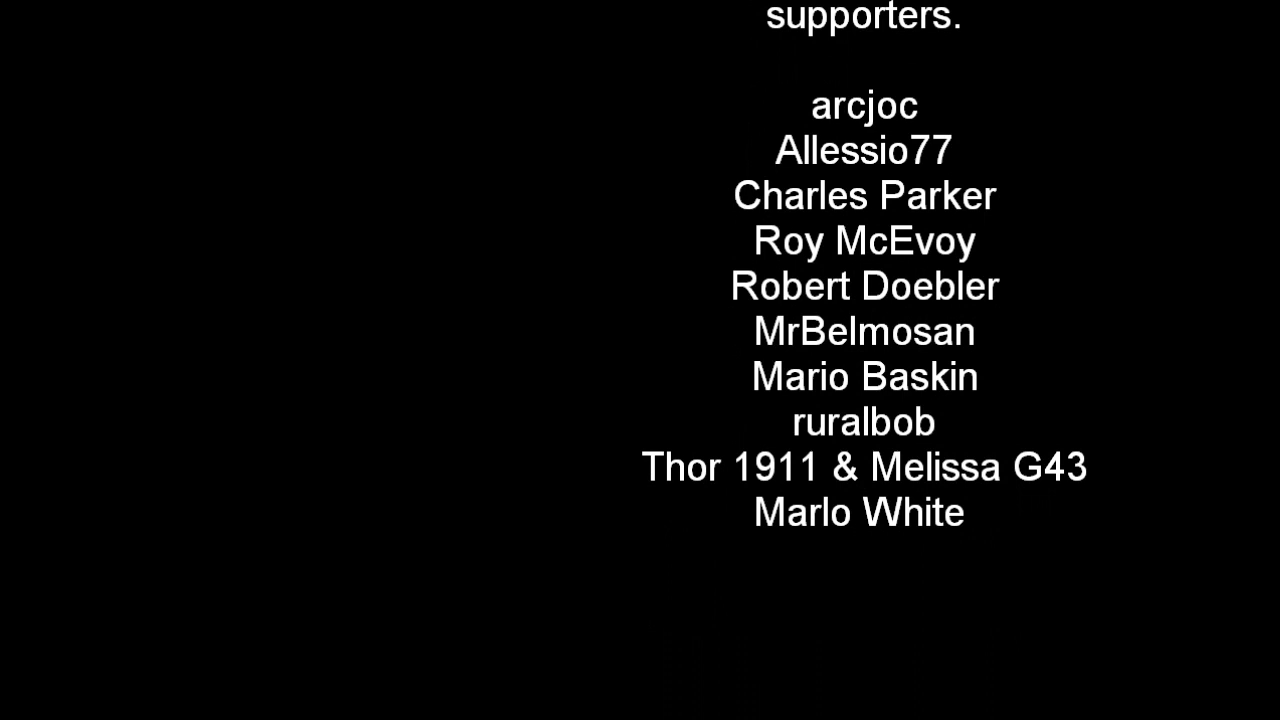 supporters.
arcjoc
Allessio77
Charles Parker
Roy McEvoy
Robert Doebler
MrBelmosan
Mario Baskin
ruralbob
Thor 1911 & Melissa G43
Marlo White